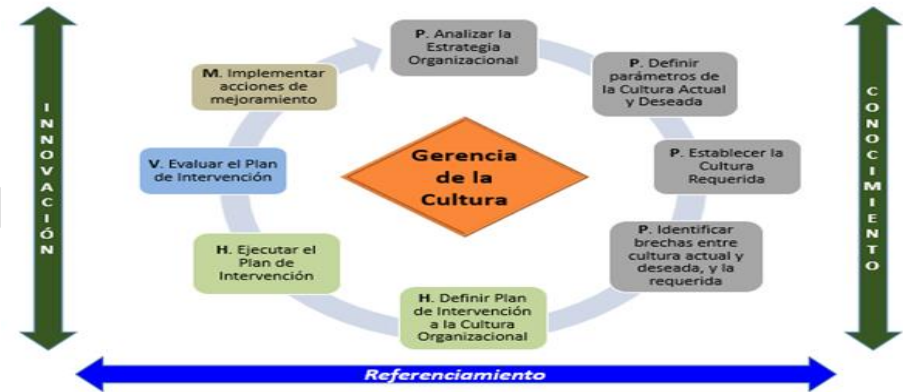 P. Analizar la
Estrategia
Organizacional
P. Definir
parámetros de
la Cultura Actual
y Deseada
P. Establecer la
Cultura
Requerida
P. Identificar
brechas entre
cultura actual y
deseada, y la
requerida
H. Definir Plan
de Intervención
a la Cultura
Organizacional
H. Ejecutar el
Plan de
Intervención
V. Evaluar el Plan
de Intervención
M. Implementar
acciones de
mejoramiento
Gerencia
de la
Cultura
INNOVACIÓN
CONOCIMIENTO
Referenciamiento